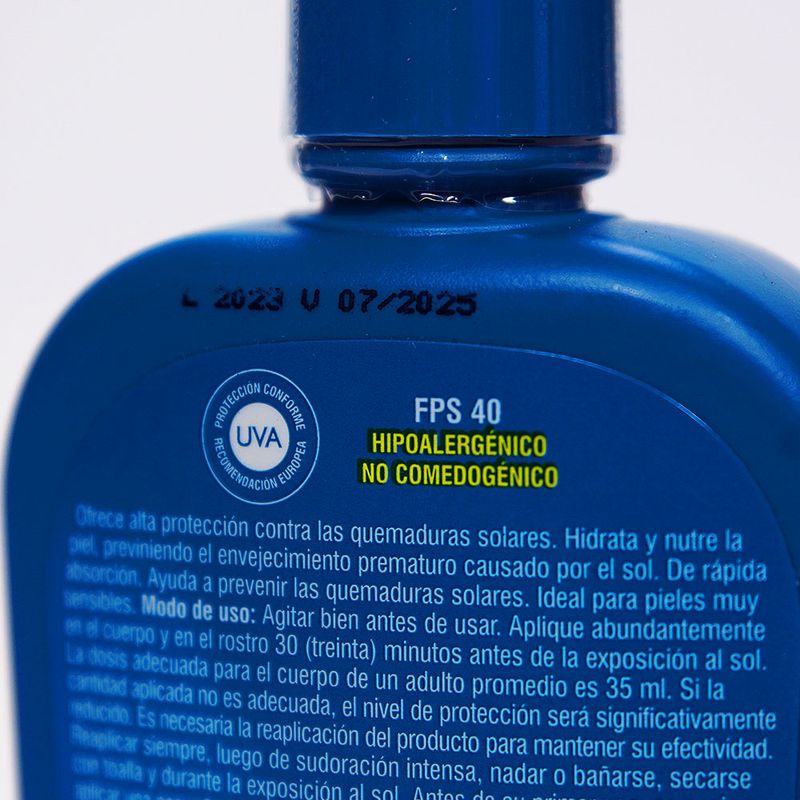 L 2023 V 07/2025
PROTECCIÓN CONFORME
UVA
RECOMENDACIÓN EUROPEA
FPS 40
HIPOALERGÉNICO
NO COMEDOGÉNICO
Ofrece alta protección contra las quemaduras solares. Hidrata y nutre la
piel, previniendo el envejecimiento prematuro causado por el sol. De rápida
absorción. Ayuda a prevenir las quemaduras solares. Ideal para pieles muy
sensibles. Modo de uso: Agitar bien antes de usar. Aplique abundantemente
en el cuerpo y en el rostro 30 (treinta) minutos antes de la exposición al sol.
La dosis adecuada para el cuerpo de un adulto promedio es 35 ml. Si la
cantidad aplicada no es adecuada, el nivel de protección será significativamente
reducido. Es necesaria la reaplicación del producto para mantener su efectividad.
Reaplicar siempre, luego de sudoración intensa, nadar o bañarse, secarse
con toalla y durante la exposición al sol. Antes de su